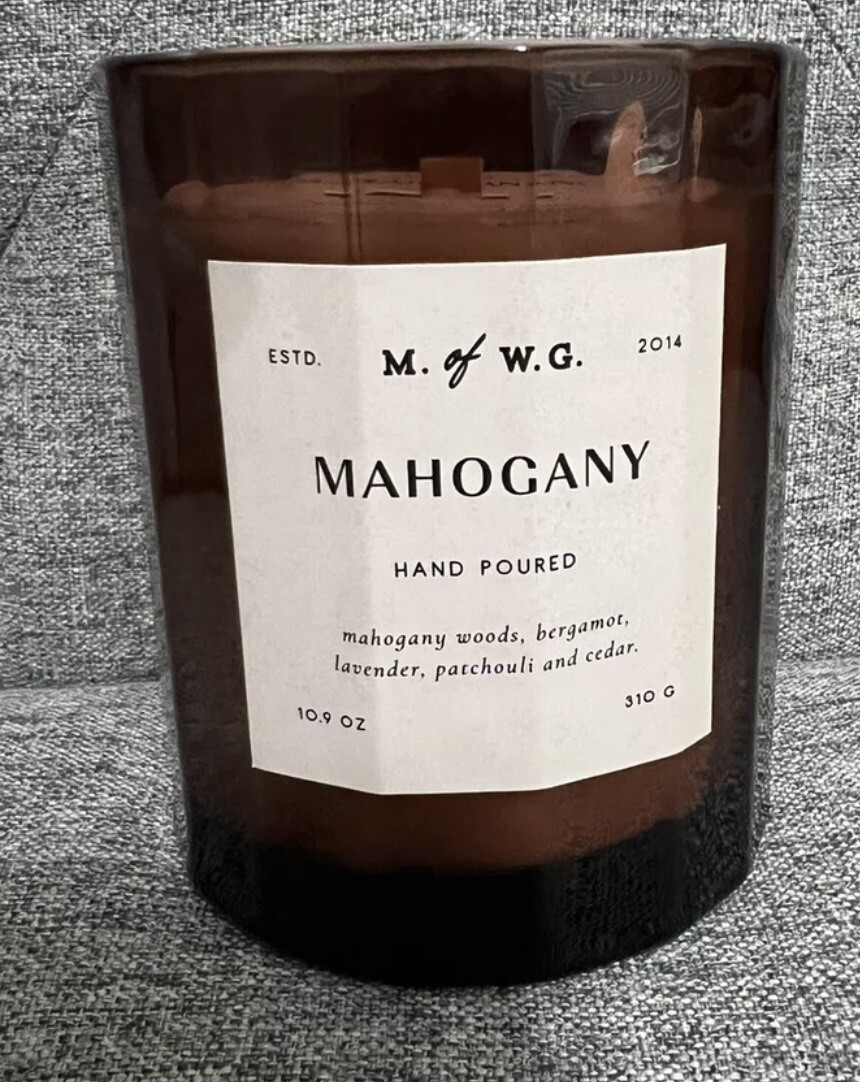 ESTD. M. of W.G. 2014
MAHOGANY
HAND POURED
mahogany woods, bergamot,
lavender, patchouli and cedar.
10.9 OZ 310 G